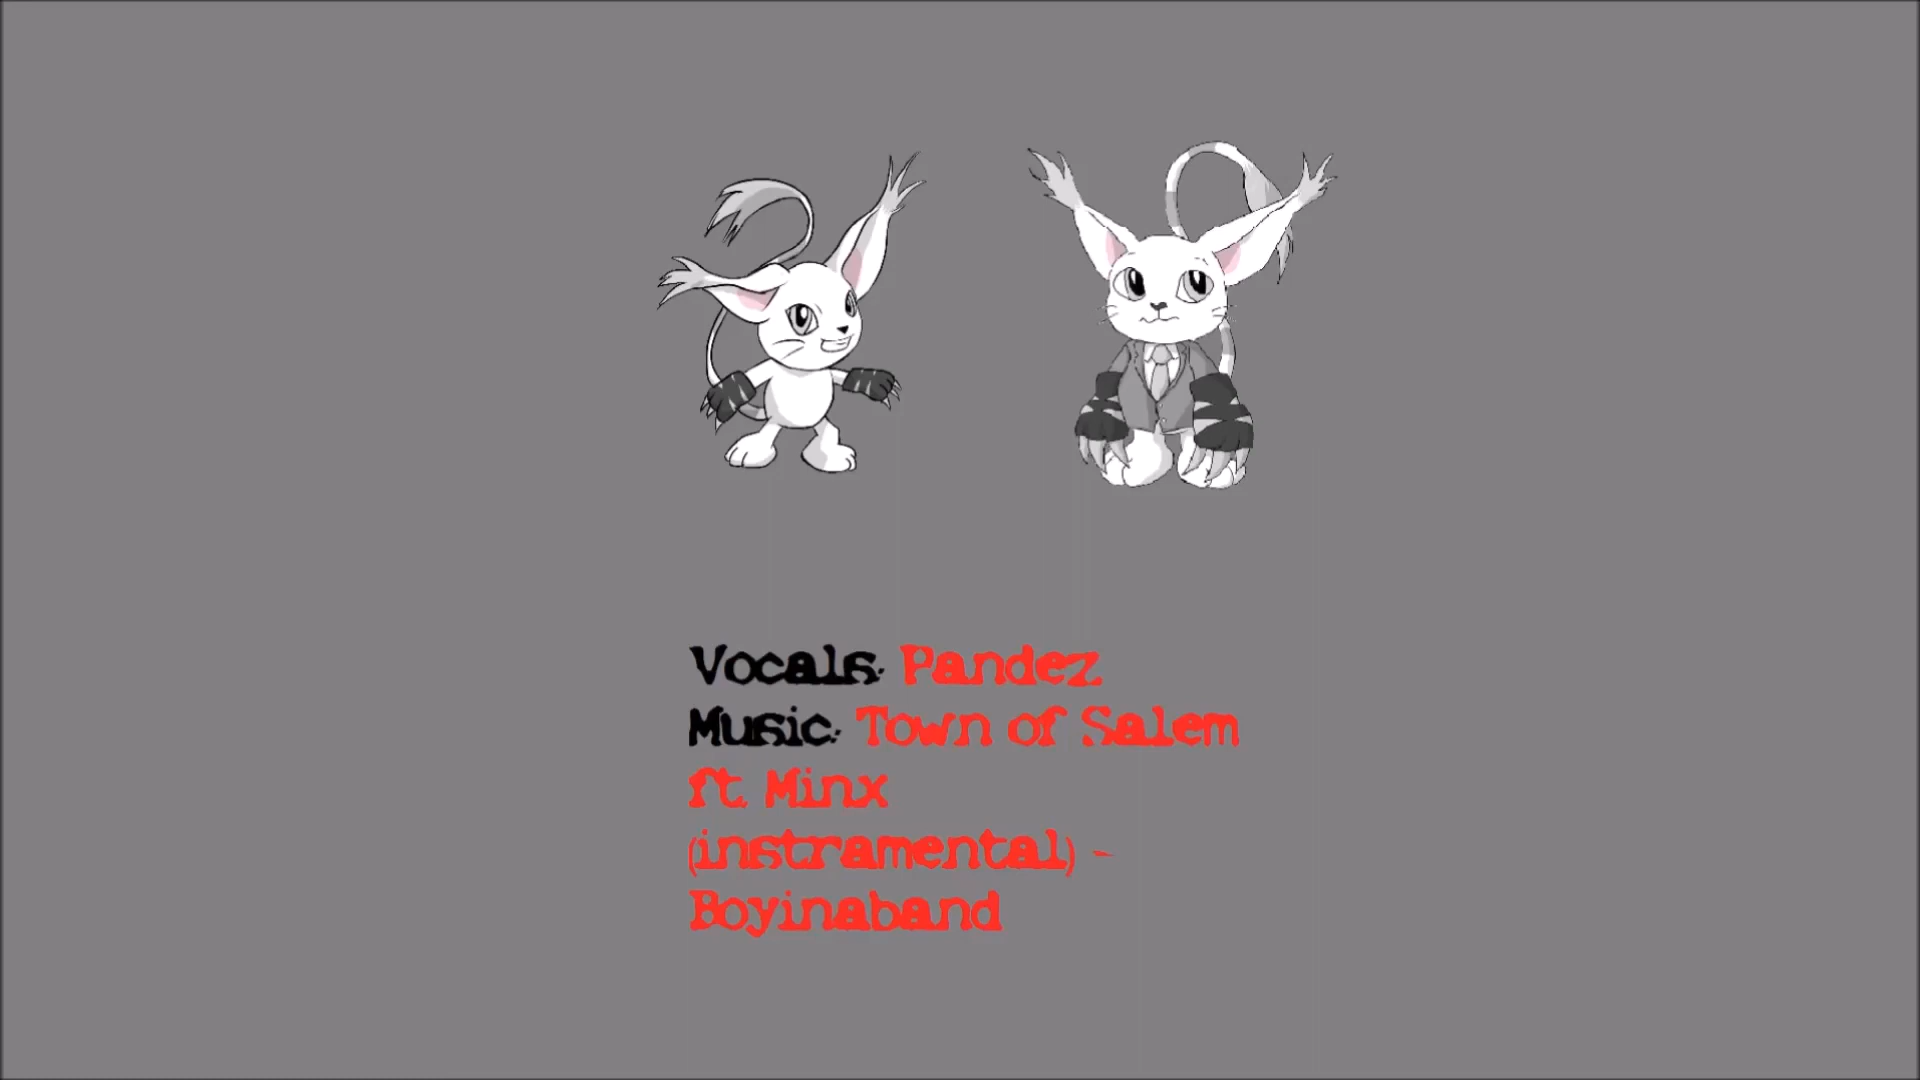 Vocals: Pandez
Music: Town of Salem
ft. Minx
(instramental) -
Boyinaband